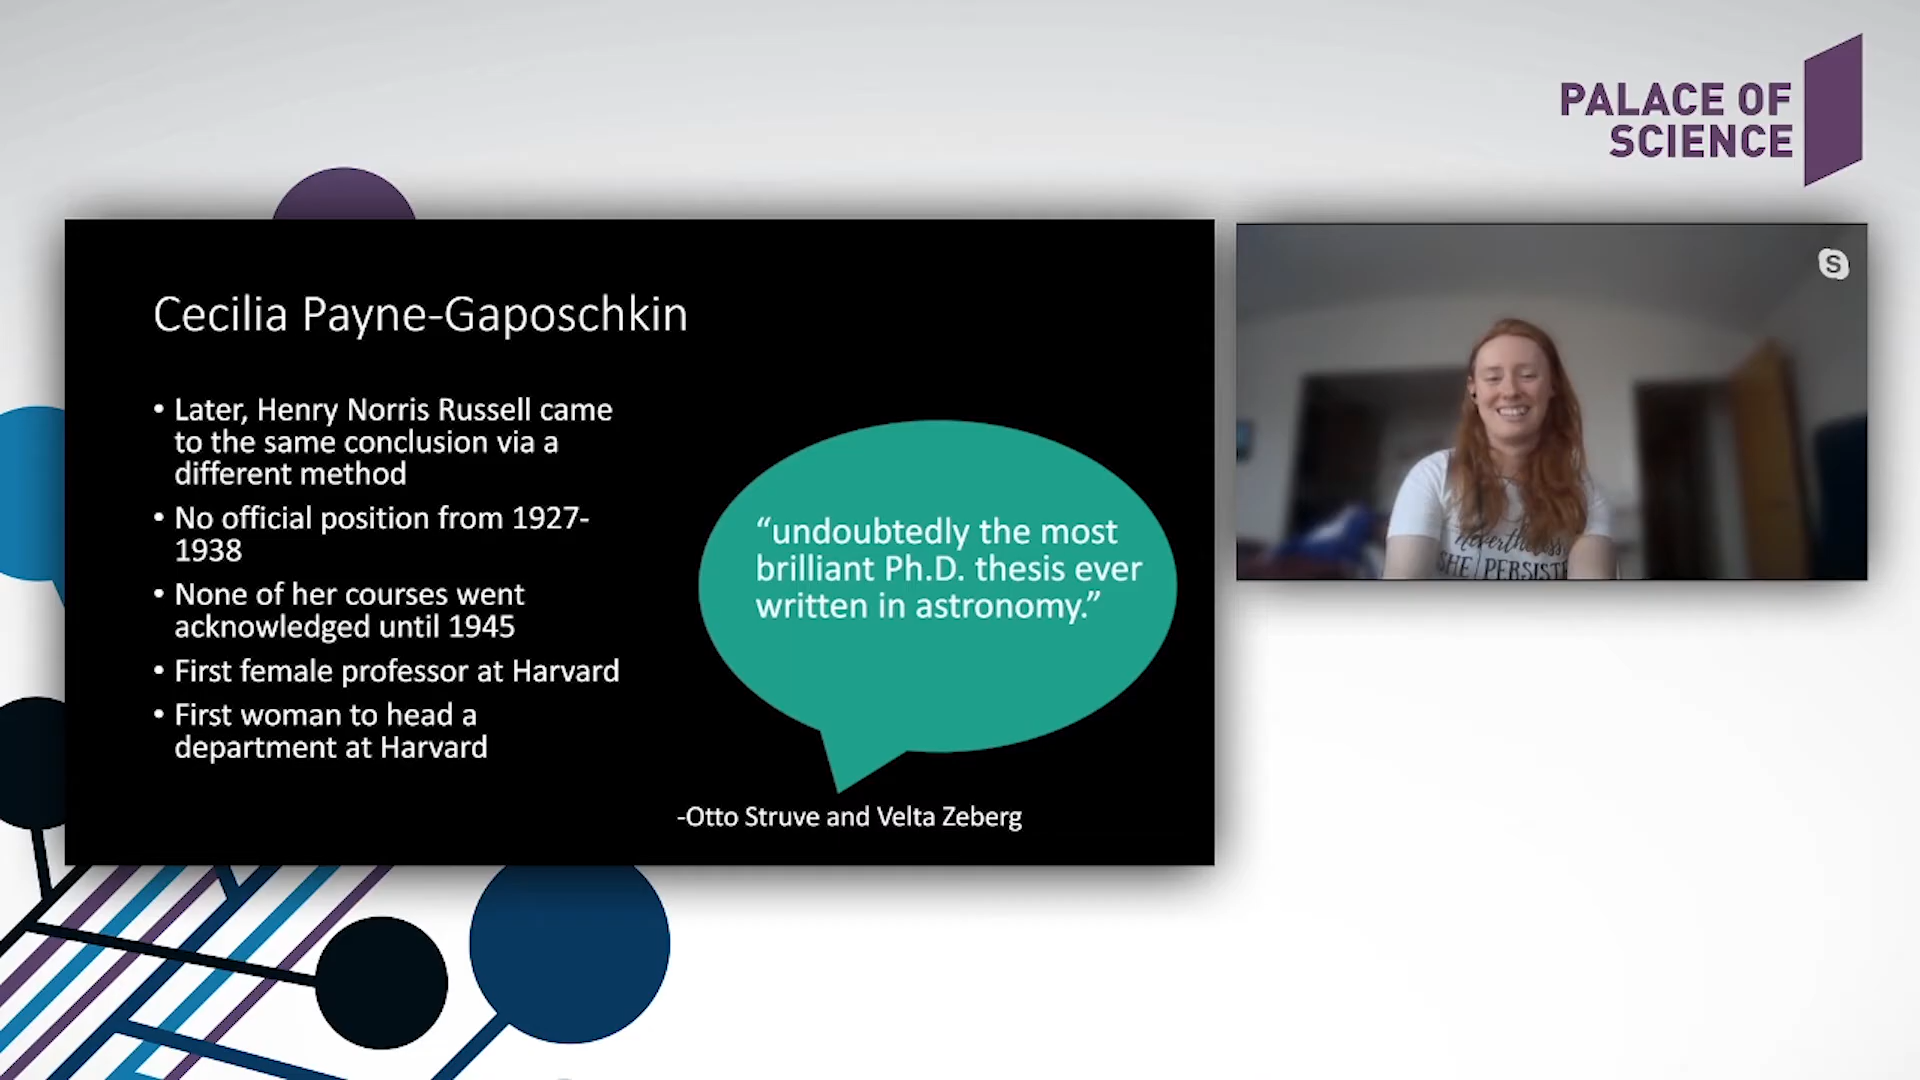 PALACE OF
SCIENCE
Cecilia Payne-Gaposchkin
• Later, Henry Norris Russell came
to the same conclusion via a
different method
• No official position from 1927-
1938
• None of her courses went
acknowledged until 1945
• First female professor at Harvard
• First woman to head a
department at Harvard
“undoubtedly the most
brilliant Ph.D. thesis ever
written in astronomy.”
-Otto Struve and Velta Zeberg
S
Nevertheless,
SHE PERSISTE